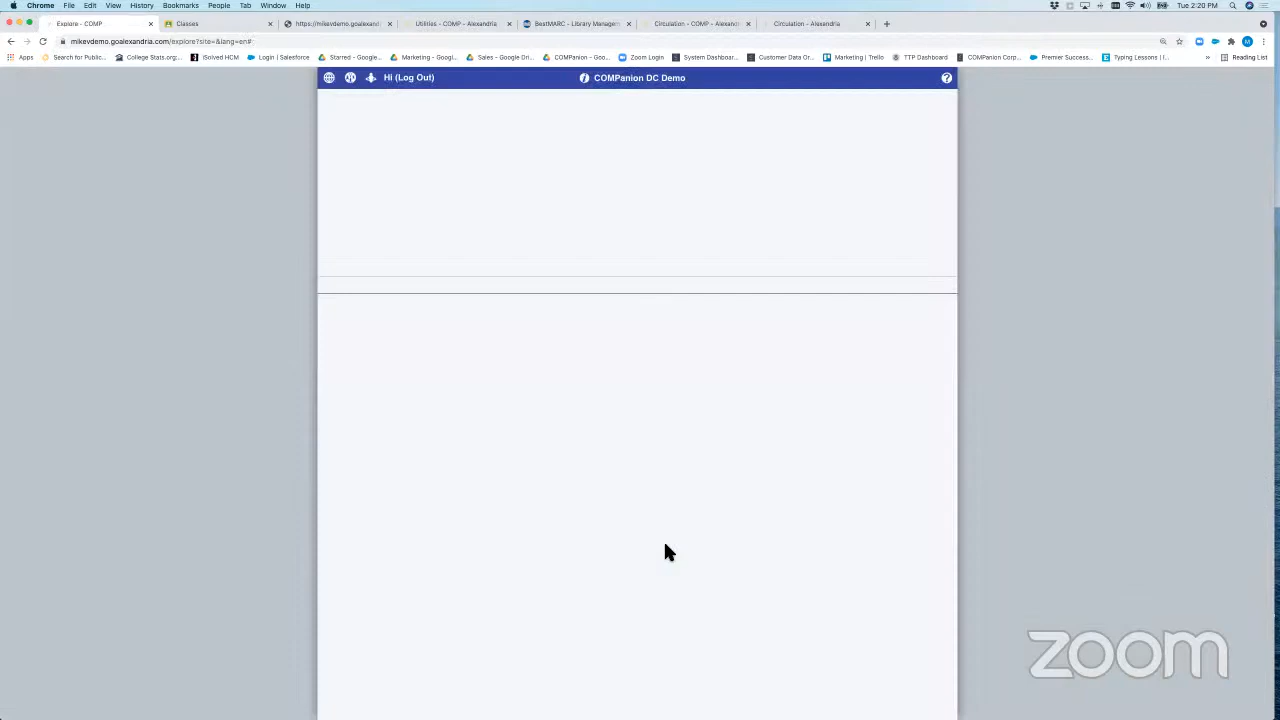 Chrome File Edit View History Bookmarks People Tab Window Help Tue 2:20 PM
Explore - COMP Classes https://mikevdemo.goalexandri Utilities - COMP - Alexandria BestMARC - Library Managem Circulation - COMP - Alexand Circulation - Alexandria
mikevdemo.goalexandria.com/explore?site=&lang=en#
Apps Search for Public... College Stats.org:... iSolved HCM Login | Salesforce Starred - Google... Marketing - Googl... Sales - Google Dri... COMPanion - Goo... Zoom Login System Dashboard... Customer Data Or... Marketing | Trello TTP Dashboard COMPanion Corp... Premier Success... Typing Lessons | l... » Reading List
Hi (Log Out) COMPanion DC Demo
zoom